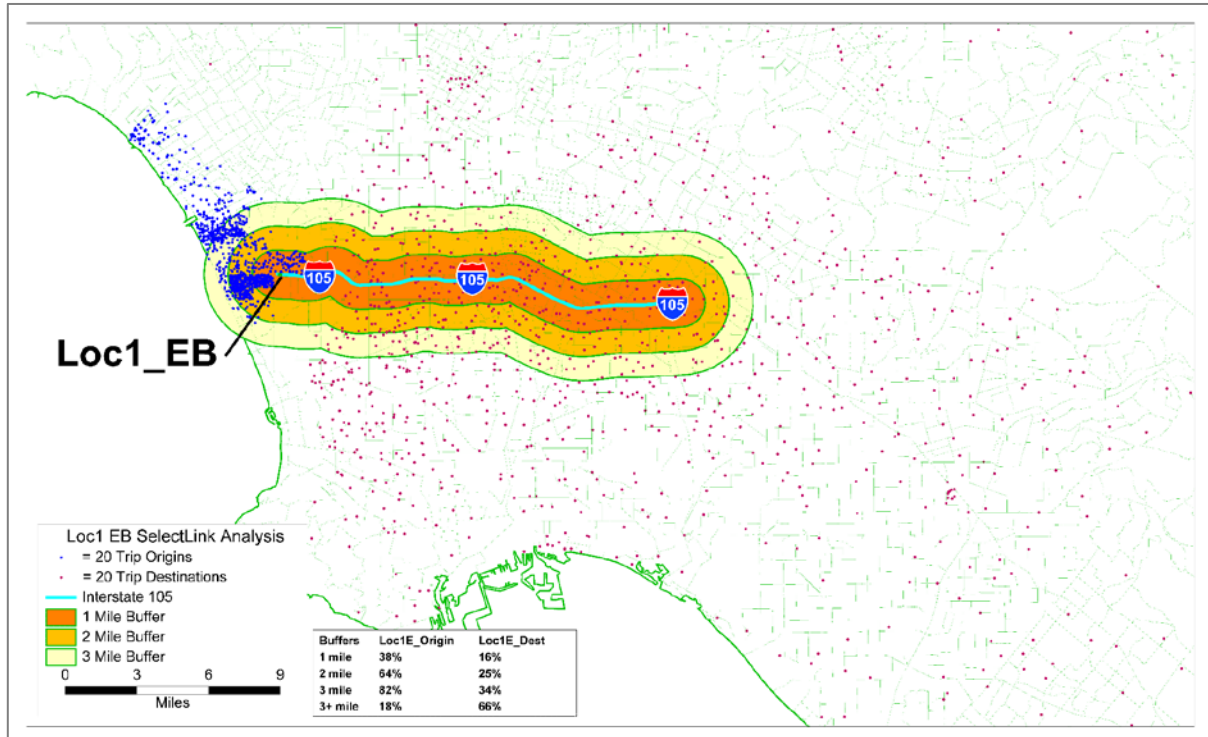 105
105
105
Loc1_EB
Loc1 EB SelectLink Analysis
= 20 Trip Origins
= 20 Trip Destinations
Interstate 105
1 Mile Buffer
2 Mile Buffer
3 Mile Buffer
0 3 6 9
Miles
Buffers Loc1E_Origin Loc1E_Dest
1 mile 38% 16%
2 mile 64% 25%
3 mile 82% 34%
3+ mile 18% 66%